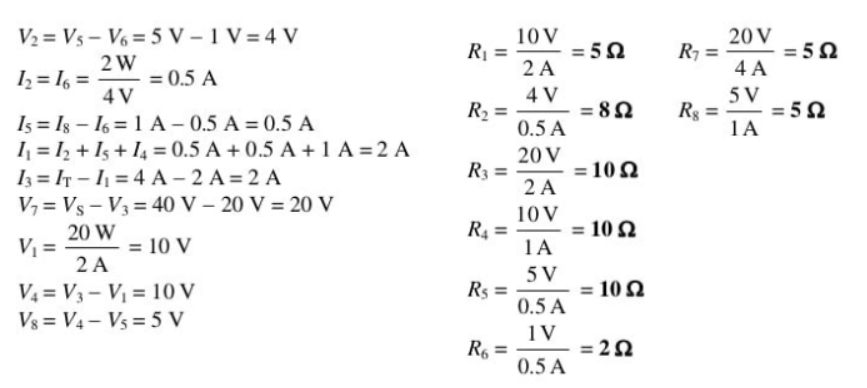 V₂ = V₅ – V₆ = 5 V – 1 V = 4 V
I₂ = I₆ = 2 W / 4 V = 0.5 A
I₅ = I₈ – I₆ = 1 A – 0.5 A = 0.5 A
I₁ = I₂ + I₅ + I₄ = 0.5 A + 0.5 A + 1 A = 2 A
I₃ = I_T – I₁ = 4 A – 2 A = 2 A
V₇ = V_S – V₃ = 40 V – 20 V = 20 V
V₁ = 20 W / 2 A = 10 V
V₄ = V₃ – V₁ = 10 V
V₈ = V₄ – V₅ = 5 V
R₁ = 10 V / 2 A = 5 Ω
R₂ = 4 V / 0.5 A = 8 Ω
R₃ = 20 V / 2 A = 10 Ω
R₄ = 10 V / 1 A = 10 Ω
R₅ = 5 V / 0.5 A = 10 Ω
R₆ = 1 V / 0.5 A = 2 Ω
R₇ = 20 V / 4 A = 5 Ω
R₈ = 5 V / 1 A = 5 Ω